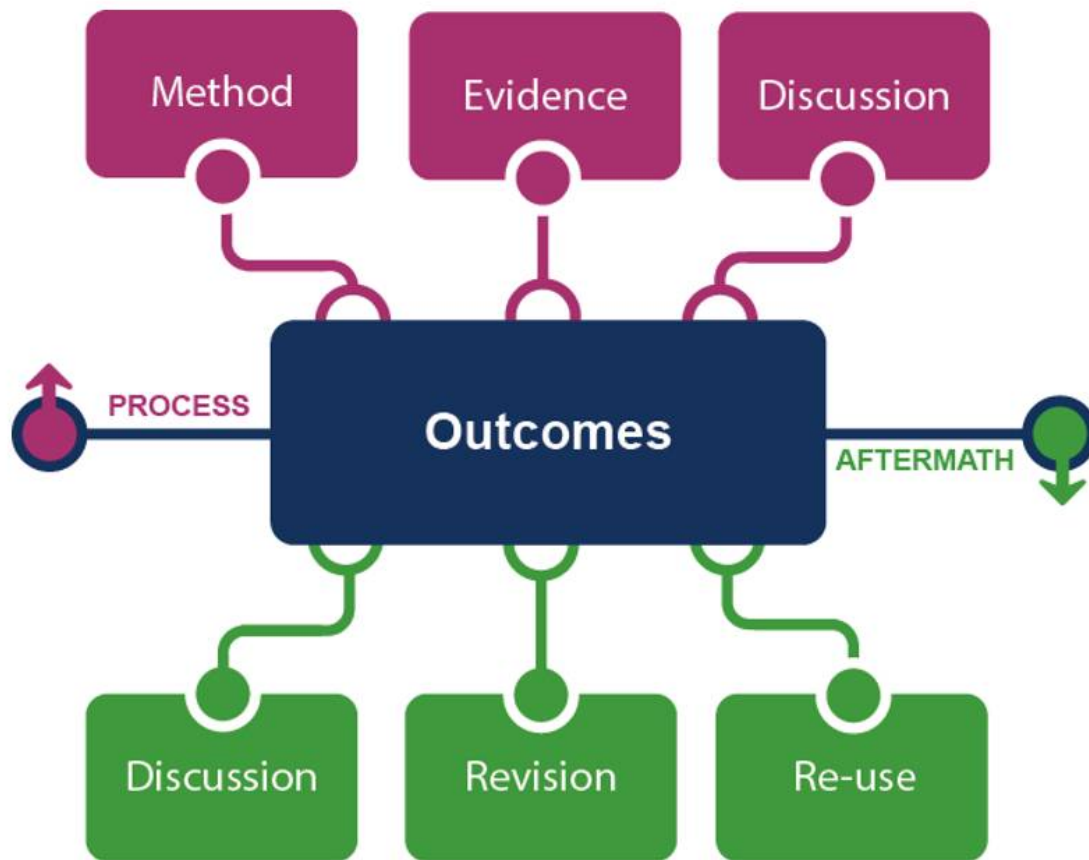 Method
Evidence
Discussion
PROCESS
Outcomes
AFTERMATH
Discussion
Revision
Re-use